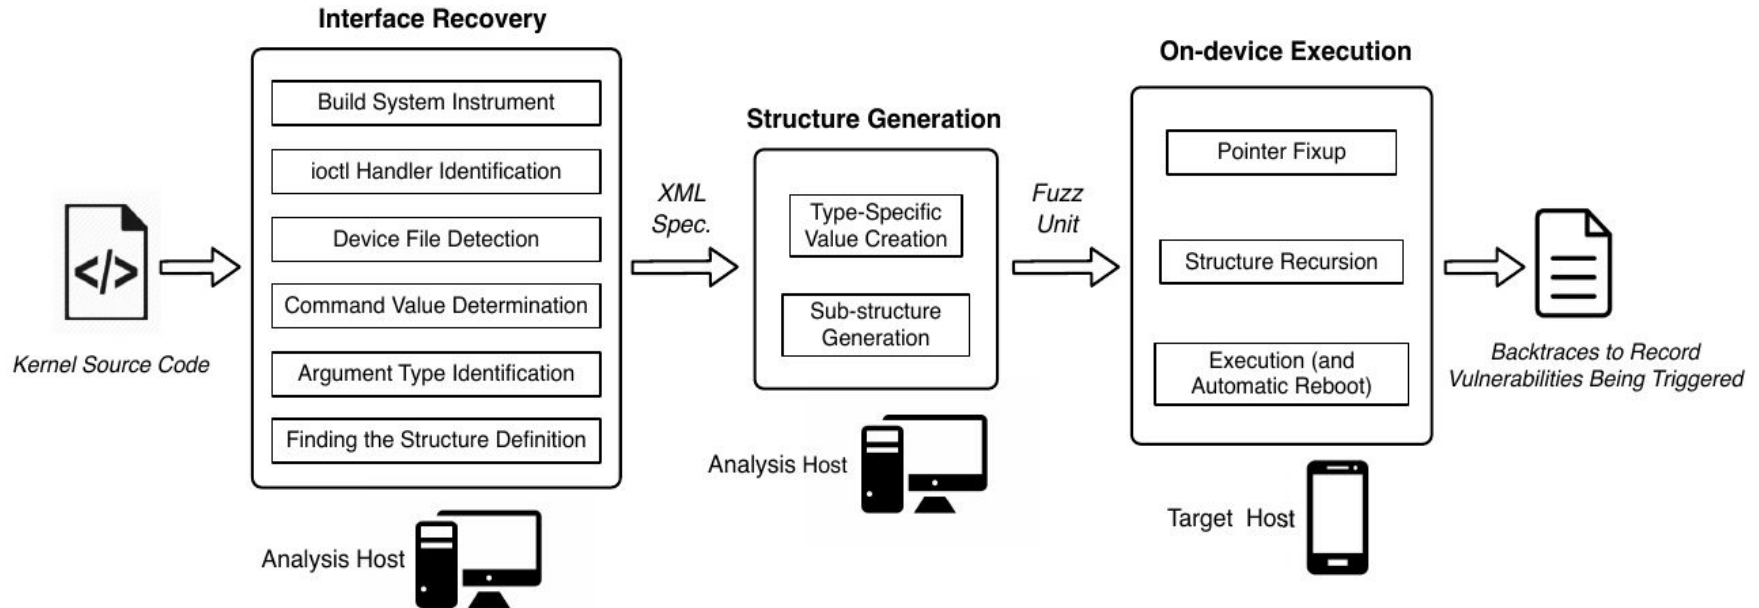 Interface Recovery
Build System Instrument
ioctl Handler Identification
Device File Detection
Command Value Determination
Argument Type Identification
Finding the Structure Definition
</>
Kernel Source Code
Analysis Host
XML
Spec.
Structure Generation
Type-Specific
Value Creation
Sub-structure
Generation
Analysis Host
Fuzz
Unit
On-device Execution
Pointer Fixup
Structure Recursion
Execution (and
Automatic Reboot)
Target Host
Backtraces to Record
Vulnerabilities Being Triggered